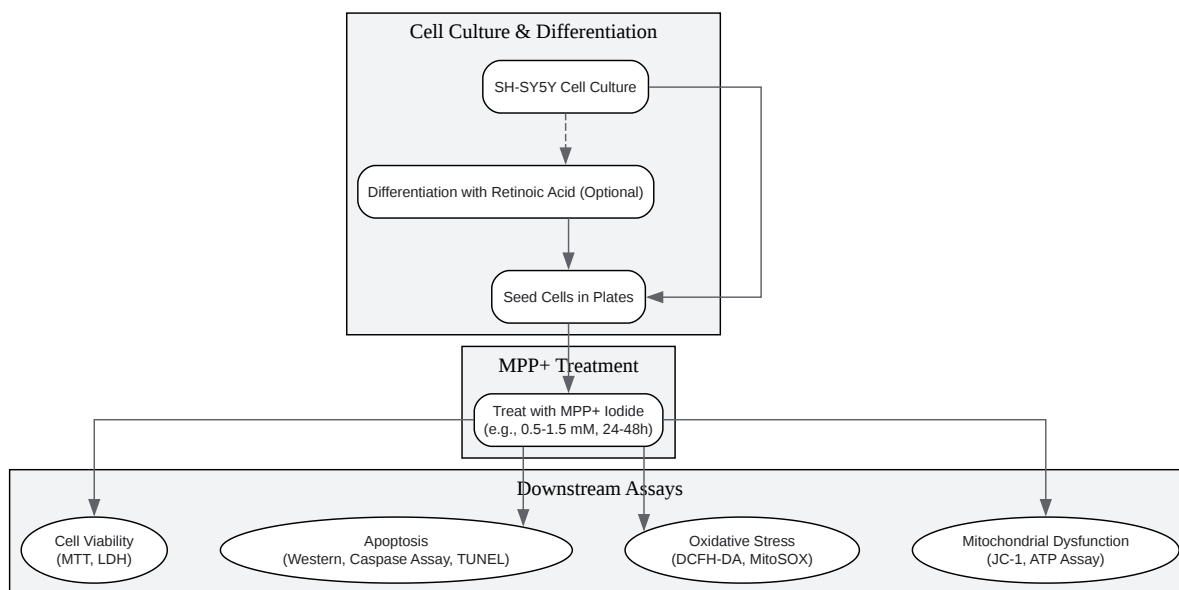 Cell Culture & Differentiation
SH-SY5Y Cell Culture
Differentiation with Retinoic Acid (Optional)
Seed Cells in Plates
MPP+ Treatment
Treat with MPP+ Iodide
(e.g., 0.5-1.5 mM, 24-48h)
Downstream Assays
Cell Viability
(MTT, LDH)
Apoptosis
(Western, Caspase Assay, TUNEL)
Oxidative Stress
(DCFH-DA, MitoSOX)
Mitochondrial Dysfunction
(JC-1, ATP Assay)